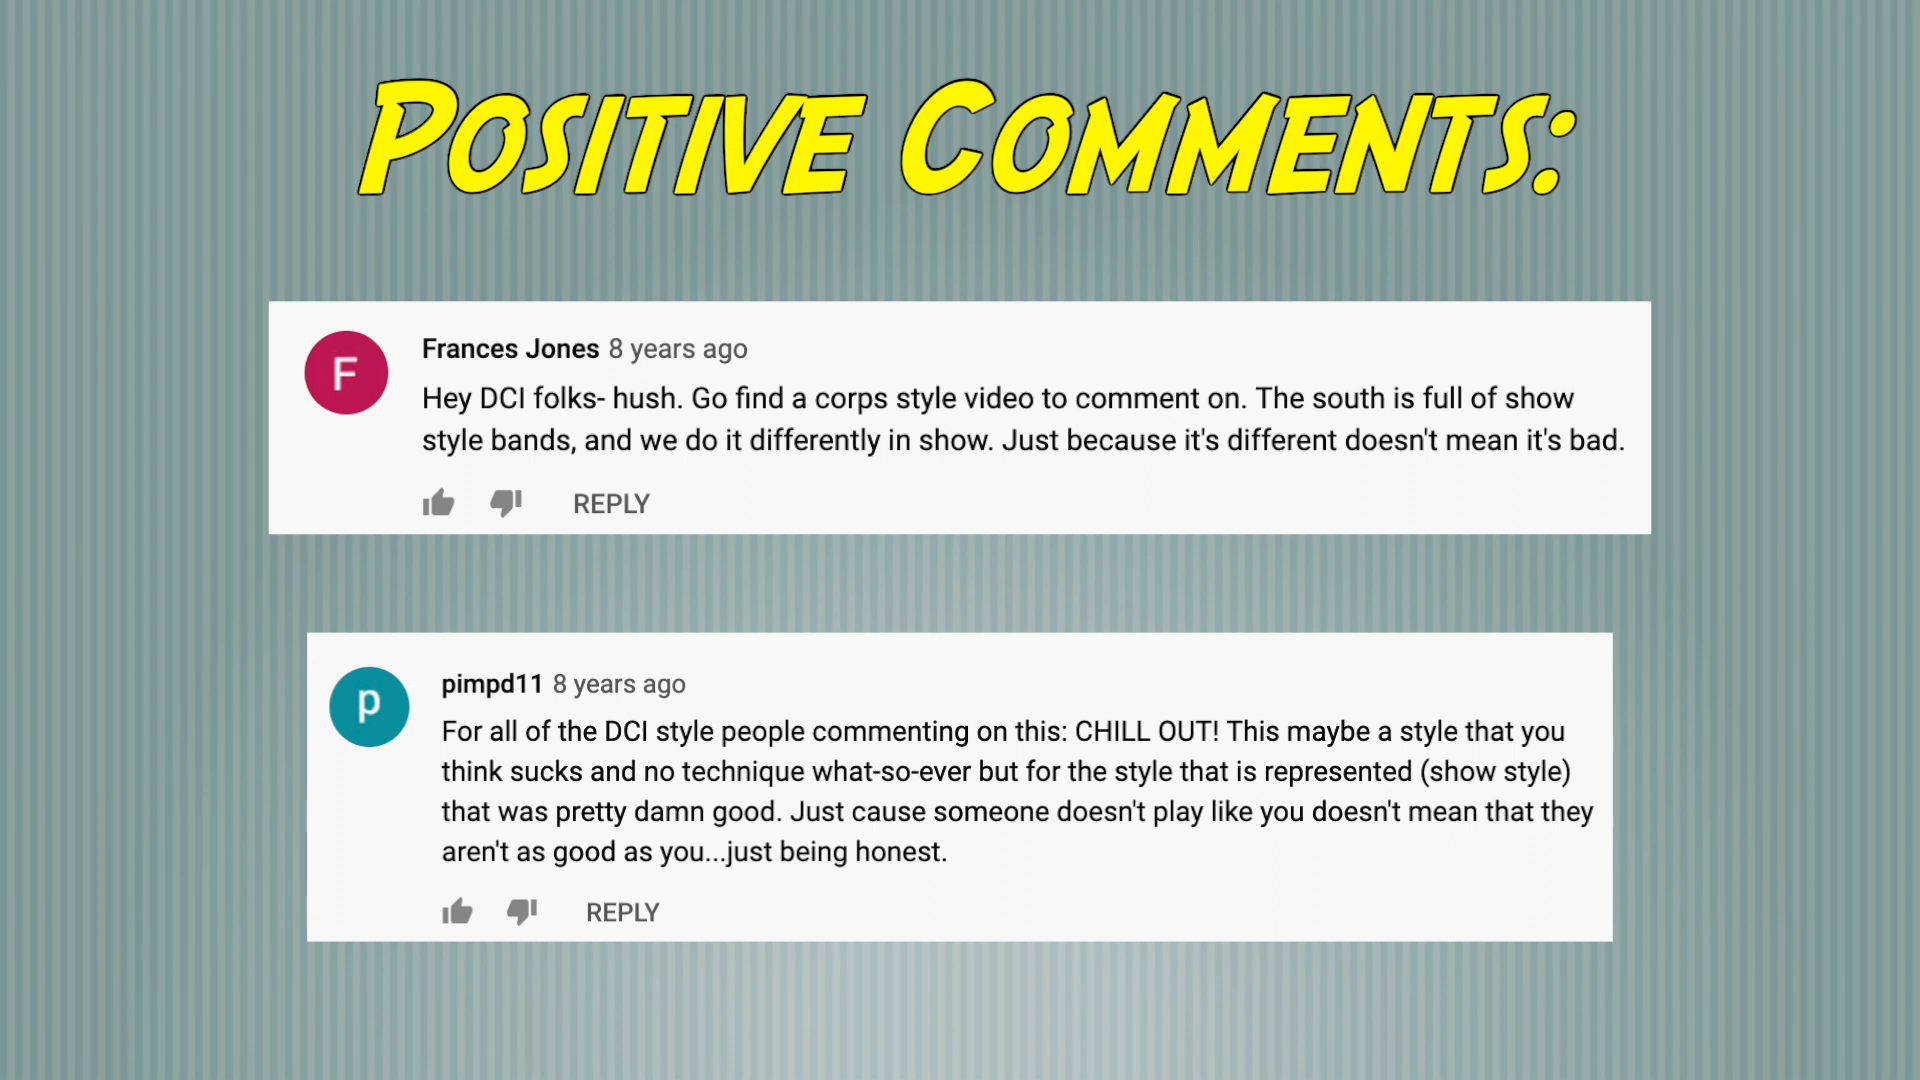 POSITIVE COMMENTS:
F
Frances Jones 8 years ago
Hey DCI folks- hush. Go find a corps style video to comment on. The south is full of show
style bands, and we do it differently in show. Just because it's different doesn't mean it's bad.
REPLY
p
pimpd11 8 years ago
For all of the DCI style people commenting on this: CHILL OUT! This maybe a style that you
think sucks and no technique what-so-ever but for the style that is represented (show style)
that was pretty damn good. Just cause someone doesn't play like you doesn't mean that they
aren't as good as you...just being honest.
REPLY